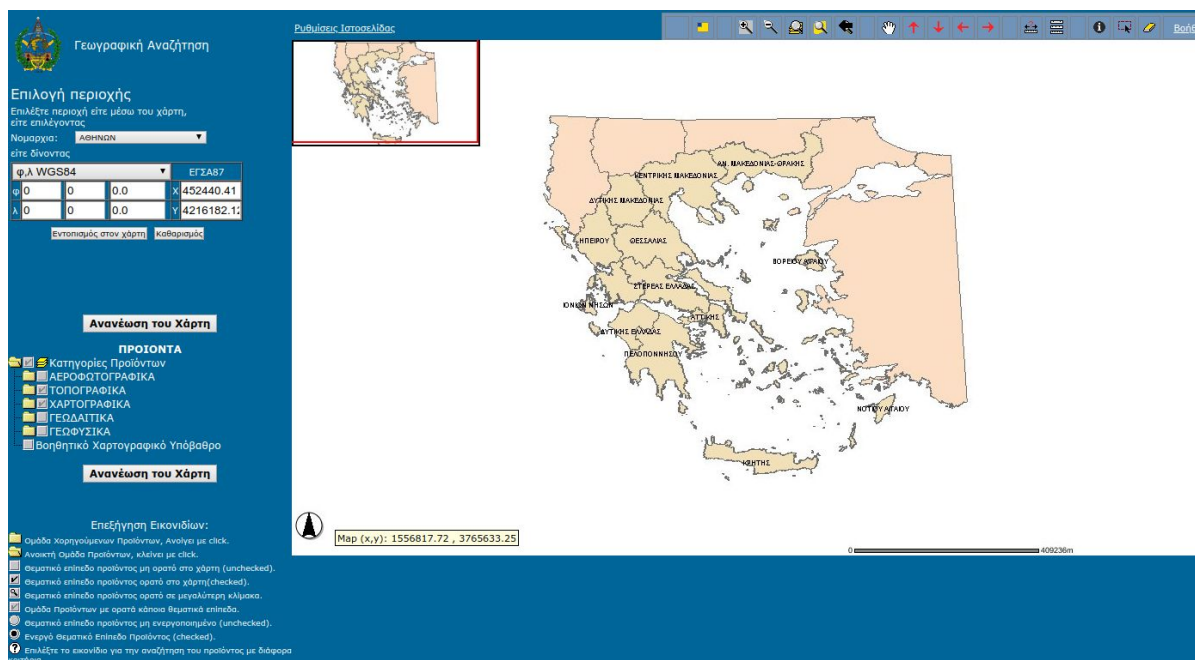 Γεωγραφική Αναζήτηση
Ρυθμίσεις Ιστοσελίδας
Βοήθ
Επιλογή περιοχής
Επιλέξτε περιοχή είτε μέσω του χάρτη,
είτε επιλέγοντας
Νομαρχια: ΑΘΗΝΩΝ
είτε δίνοντας
φ,λ WGS84 ΕΓΣΑ87
φ 0 0 0.0 X 452440.41
λ 0 0 0.0 Y 4216182.12
Εντοπισμός στον χάρτη Καθαρισμός
Ανανέωση του Χάρτη
ΠΡΟΙΟΝΤΑ
Κατηγορίες Προϊόντων
ΑΕΡΟΦΩΤΟΓΡΑΦΙΚΑ
ΤΟΠΟΓΡΑΦΙΚΑ
ΧΑΡΤΟΓΡΑΦΙΚΑ
ΓΕΩΔΑΙΤΙΚΑ
ΓΕΩΦΥΣΙΚΑ
Βοηθητικό Χαρτογραφικό Υπόβαθρο
Ανανέωση του Χάρτη
Επεξήγηση Εικονιδίων:
Ομάδα Χορηγούμενων Προϊόντων, Ανοίγει με click.
Ανοικτή Ομάδα Προϊόντων, κλείνει με click.
Θεματικό επίπεδο προϊόντος μη ορατό στο χάρτη (unchecked).
Θεματικό επίπεδο προϊόντος ορατό στο χάρτη(checked).
Θεματικό επίπεδο προϊόντος ορατό σε μεγαλύτερη κλίμακα.
Ομάδα Προϊόντων με ορατά κάποια θεματικά επίπεδα.
Θεματικό επίπεδο προϊόντος μη ενεργοποιημένο (unchecked).
Ενεργό Θεματικό Επίπεδο Προϊόντος (checked).
Επιλέξτε το εικονίδιο για την αναζήτηση του προϊόντος με διάφορα
ΑΝ. ΜΑΚΕΔΟΝΙΑΣ-ΘΡΑΚΗΣ
ΚΕΝΤΡΙΚΗΣ ΜΑΚΕΔΟΝΙΑΣ
ΔΥΤΙΚΗΣ ΜΑΚΕΔΟΝΙΑΣ
ΗΠΕΙΡΟΥ
ΘΕΣΣΑΛΙΑΣ
ΒΟΡΕΙΟΥ ΑΙΓΑΙΟΥ
ΣΤΕΡΕΑΣ ΕΛΛΑΔΑΣ
ΙΟΝΙΩΝ ΝΗΣΩΝ
ΑΤΤΙΚΗΣ
ΔΥΤΙΚΗΣ ΕΛΛΑΔΑΣ
ΠΕΛΟΠΟΝΝΗΣΟΥ
ΝΟΤΙΟΥ ΑΙΓΑΙΟΥ
ΚΡΗΤΗΣ
Map (x,y): 1556817.72 , 3765633.25
0 409236m